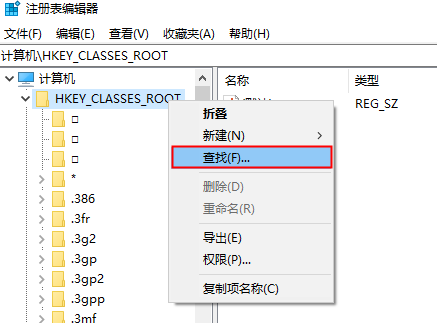 注册表编辑器
文件(F) 编辑(E) 查看(V) 收藏夹(A) 帮助(H)
计算机\HKEY_CLASSES_ROOT
计算机
HKEY_CLASSES_ROOT
*
.386
.3fr
.3g2
.3gp
.3gp2
.3gpp
.3mf
名称 类型
REG_SZ
折叠
新建(N)
查找(F)...
删除(D)
重命名(R)
导出(E)
权限(P)...
复制项名称(C)